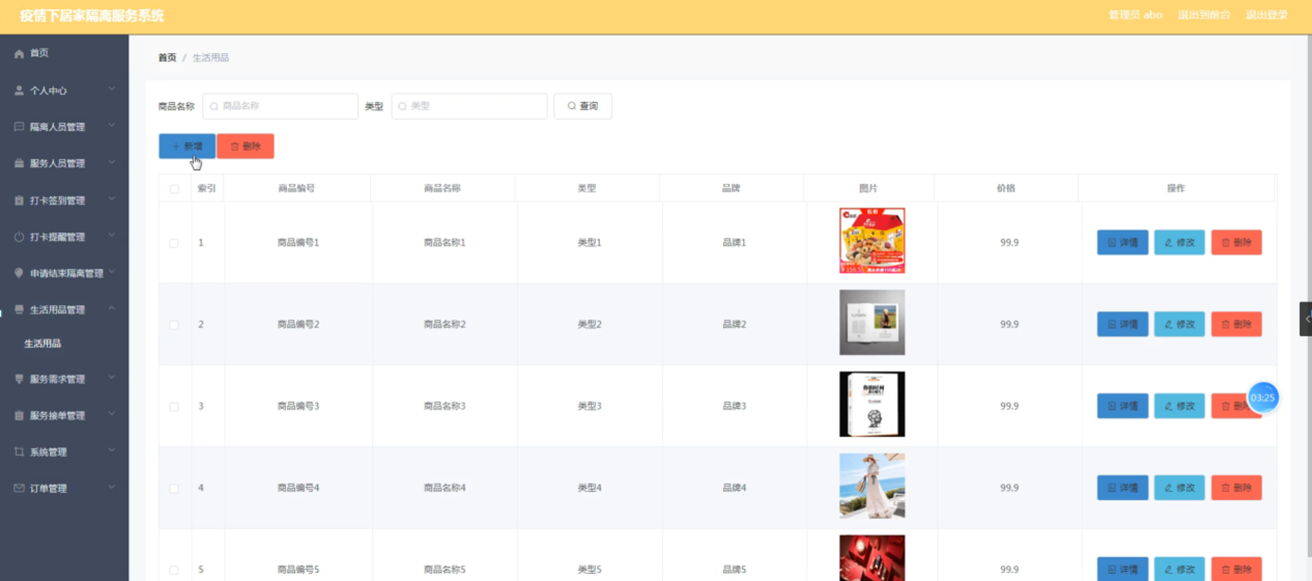 疫情下居家隔离服务系统 管理员 abo 退出到前台 退出登录
首页
个人中心
隔离人员管理
服务人员管理
打卡签到管理
打卡提醒管理
申请结束隔离管理
生活用品管理
生活用品
服务需求管理
服务接单管理
系统管理
订单管理
首页 / 生活用品
商品名称 商品名称 类型 类型 查询
+ 新增 删除
索引 商品编号 商品名称 类型 品牌 图片 价格 操作
1 商品编号1 商品名称1 类型1 品牌1 99.9 详情 修改 删除
2 商品编号2 商品名称2 类型2 品牌2 99.9 详情 修改 删除
3 商品编号3 商品名称3 类型3 品牌3 99.9 详情 修改 删
03:25
4 商品编号4 商品名称4 类型4 品牌4 99.9 详情 修改 删除
5 商品编号5 商品名称5 类型5 品牌5 99.9 详情 修改 删除